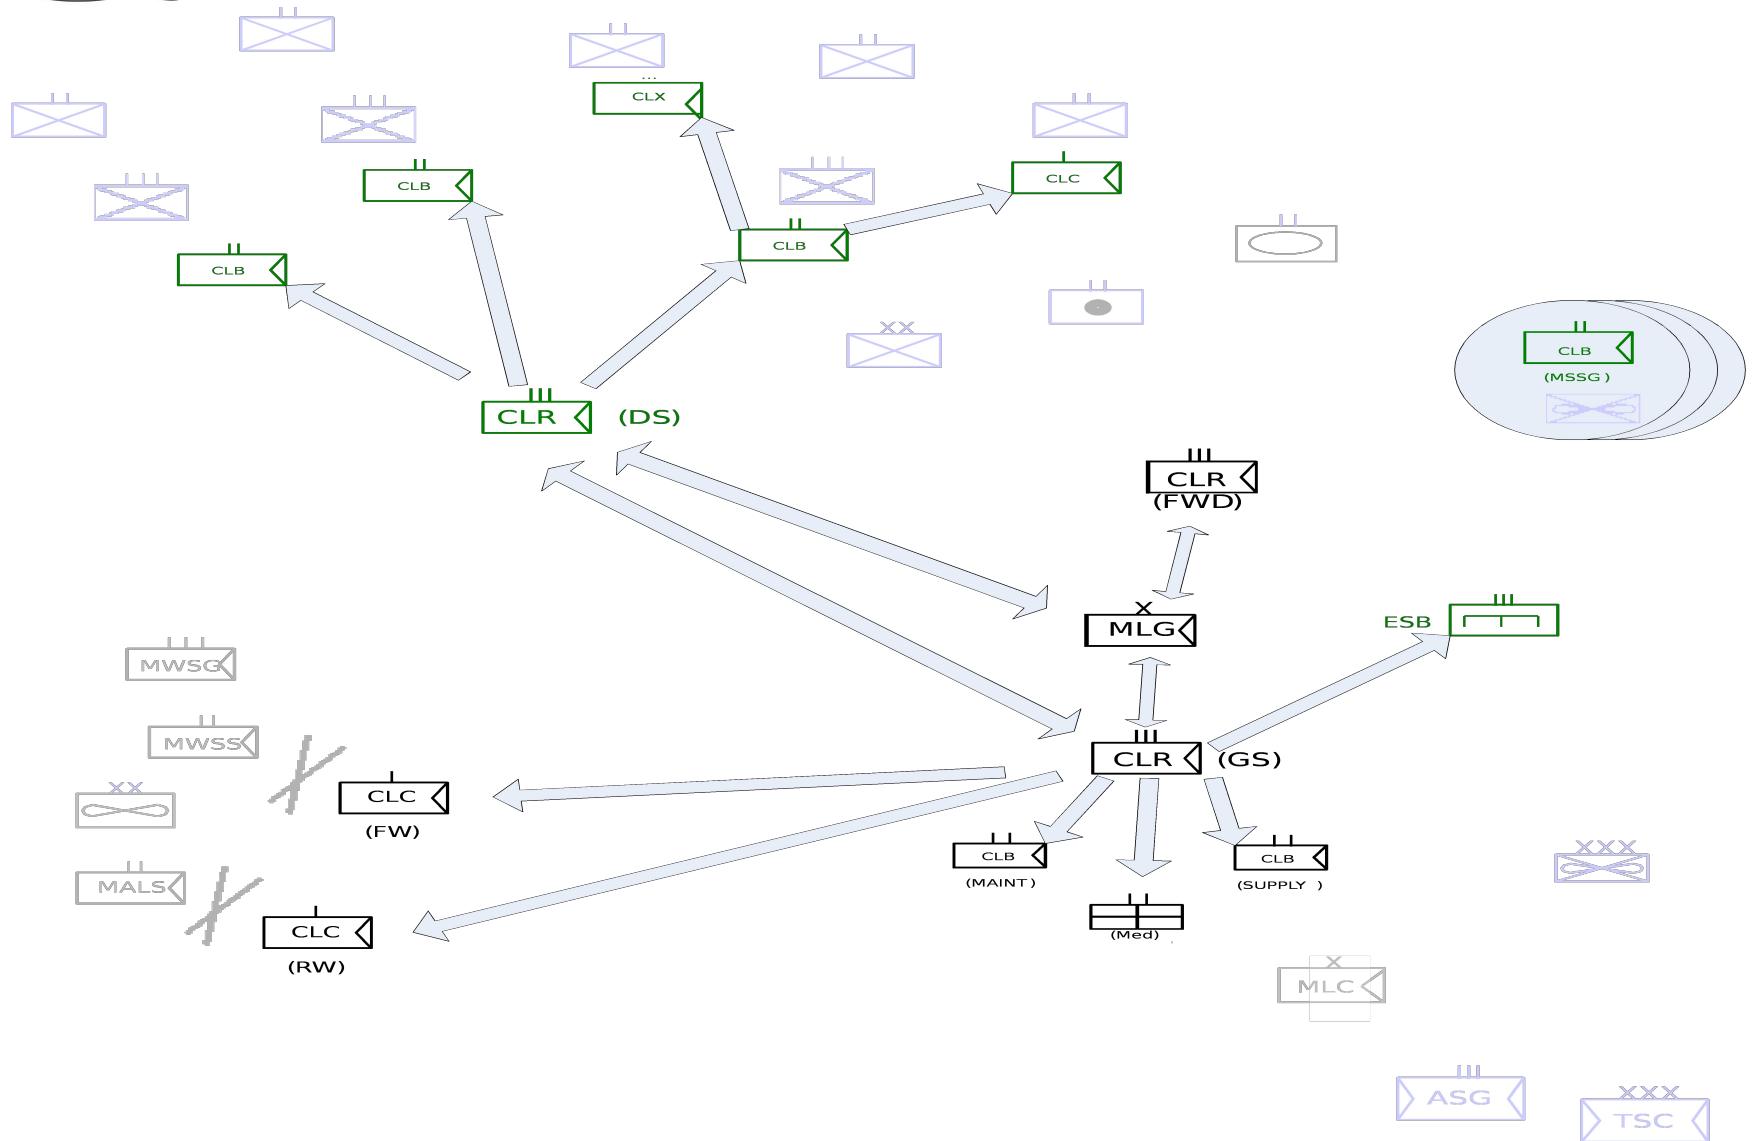 ...
CLX
CLB
CLC
CLB
CLB
CLB
CLB
(MSSG )
CLR (DS)
CLR
(FWD)
MLG
ESB
MWSG
MWSS
CLR (GS)
CLC
(FW)
CLB
(MAINT )
CLB
(SUPPLY )
MALS
CLC
(RW)
(Med)
MLC
ASG
TSC